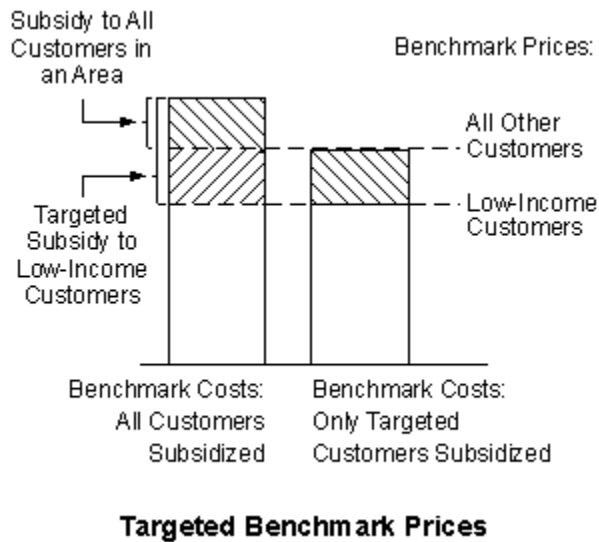 Subsidy to All
Customers in
an Area
Benchmark Prices:
All Other
Customers
Targeted
Subsidy to
Low-Income
Customers
Low-Income
Customers
Benchmark Costs:
All Customers
Subsidized
Benchmark Costs:
Only Targeted
Customers Subsidized
Targeted Benchmark Prices